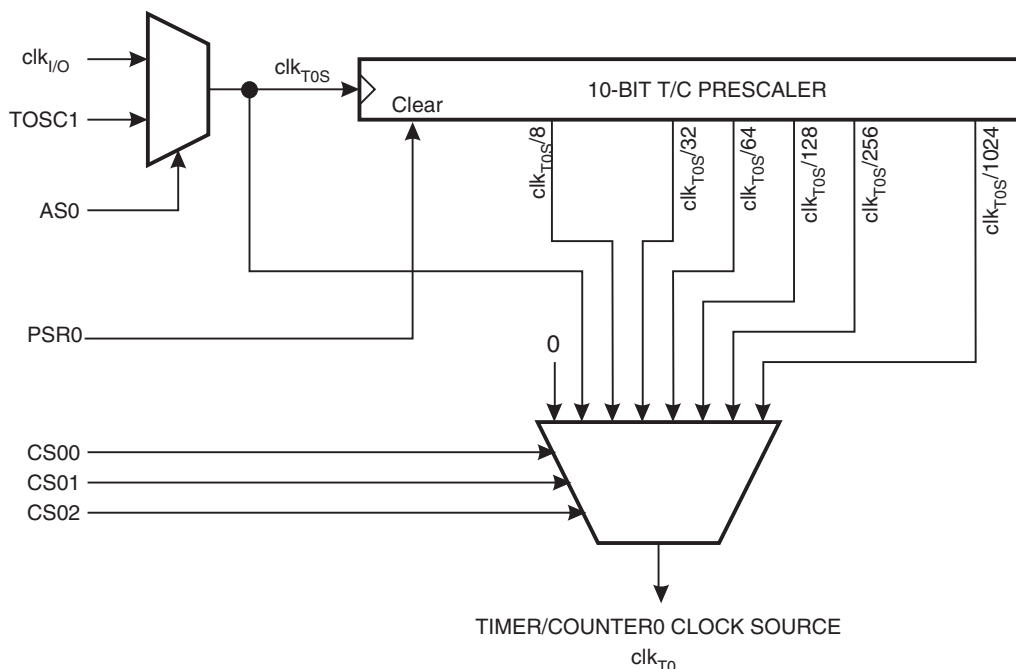 clkI/O
TOSC1
AS0
PSR0
clkT0S
10-BIT T/C PRESCALER
Clear
clkT0S/8
clkT0S/32
clkT0S/64
clkT0S/128
clkT0S/256
clkT0S/1024
0
CS00
CS01
CS02
TIMER/COUNTER0 CLOCK SOURCE
clkT0